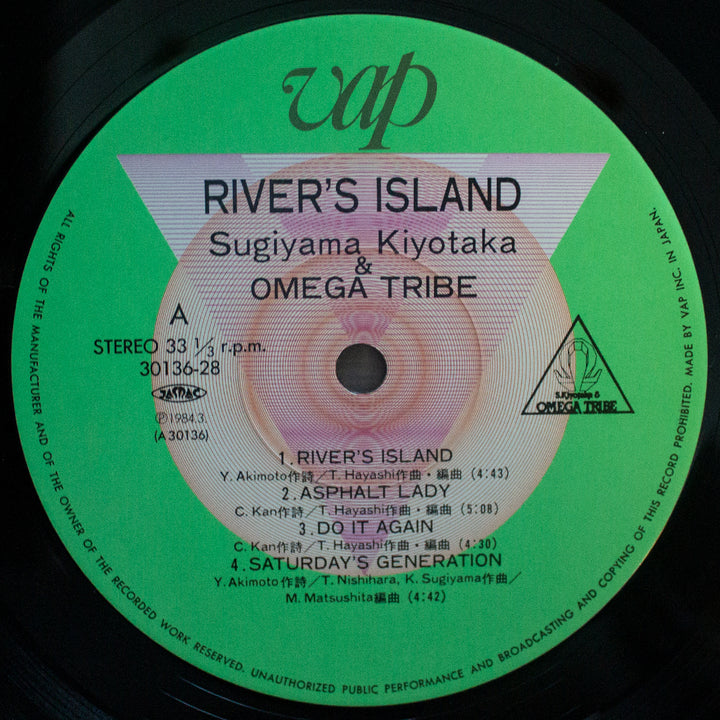 vap
RIVER'S ISLAND
Sugiyama Kiyotaka
&
OMEGA TRIBE
A
STEREO 33 1/3 r.p.m.
30136-28
JASRAC
Ⓟ1984.3.
(A 30136)
S.Kiyotaka &
OMEGA TRIBE
1. RIVER'S ISLAND
Y. Akimoto作詩／T. Hayashi作曲・編曲 (4:43)
2. ASPHALT LADY
C. Kan作詩／T. Hayashi作曲・編曲 (5:08)
3. DO IT AGAIN
C. Kan作詩／T. Hayashi作曲・編曲 (4:30)
4. SATURDAY'S GENERATION
Y. Akimoto作詩／T. Nishihara, K. Sugiyama作曲／
M. Matsushita編曲 (4:42)
ALL RIGHTS OF THE MANUFACTURER AND OF THE OWNER OF THE RECORDED WORK RESERVED. UNAUTHORIZED PUBLIC PERFORMANCE AND BROADCASTING AND COPYING OF THIS RECORD PROHIBITED. MADE BY VAP INC. IN JAPAN.